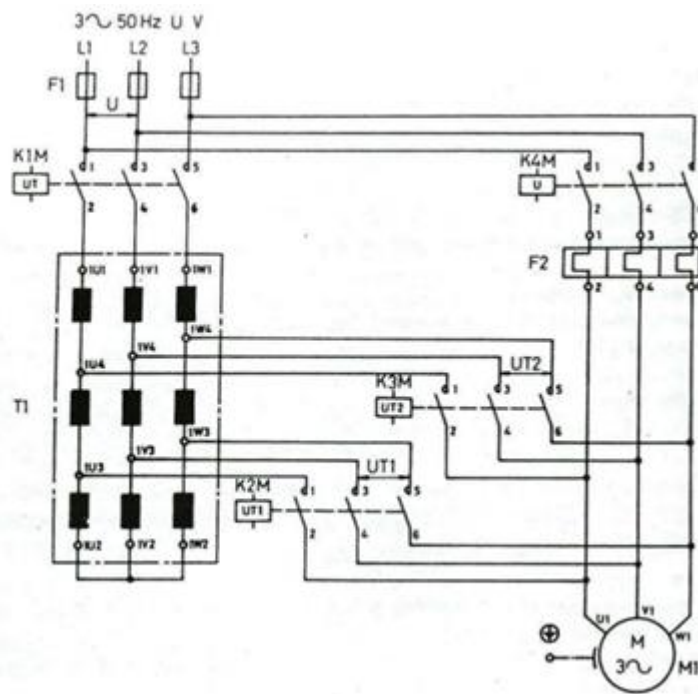 3~ 50 Hz U V
L1 L2 L3
F1
U
K1M
UT
1 3 5
2 4 6
K4M
U
1 3
2 4
F2
1 3
2 4
1U1 1V1 1W1
1W4
1V4
1U4
T1
K3M
UT2
UT2
1 3 5
2 4 6
1W3
1V3
1U3
K2M
UT1
UT1
1 3 5
2 4 6
1U2 1V2 1W2
U1 V1 W1
M
3~
M1